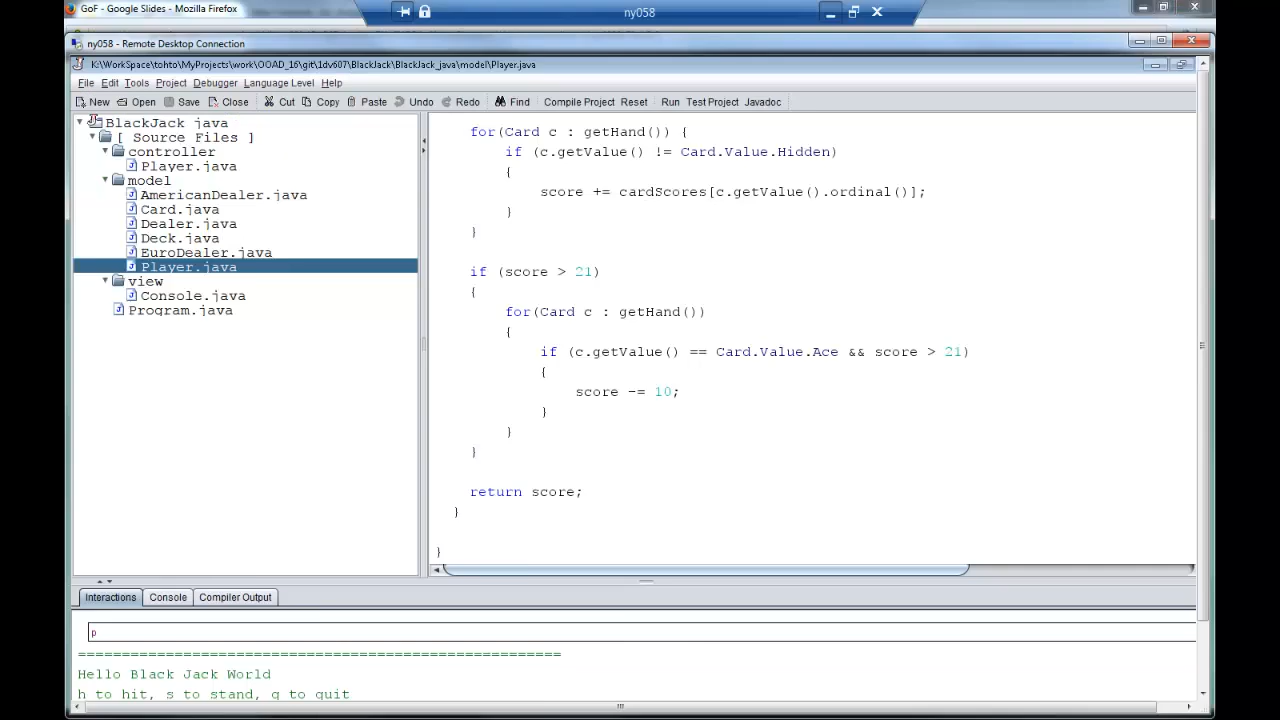 GoF - Google Slides - Mozilla Firefox
ny058
ny058 - Remote Desktop Connection
K:\WorkSpace\tohto\MyProjects\work\OOAD_16\git\1dv607\BlackJack\BlackJack_java\model\Player.java
File Edit Tools Project Debugger Language Level Help
New Open Save Close Cut Copy Paste Undo Redo Find Compile Project Reset Run Test Project Javadoc
BlackJack java
[ Source Files ]
controller
Player.java
model
AmericanDealer.java
Card.java
Dealer.java
Deck.java
EuroDealer.java
Player.java
view
Console.java
Program.java
for(Card c : getHand()) {
if (c.getValue() != Card.Value.Hidden)
{
score += cardScores[c.getValue().ordinal()];
}
}
if (score > 21)
{
for(Card c : getHand())
{
if (c.getValue() == Card.Value.Ace && score > 21)
{
score -= 10;
}
}
}
return score;
}
}
Interactions Console Compiler Output
p
=======================================================
Hello Black Jack World
h to hit, s to stand, q to quit